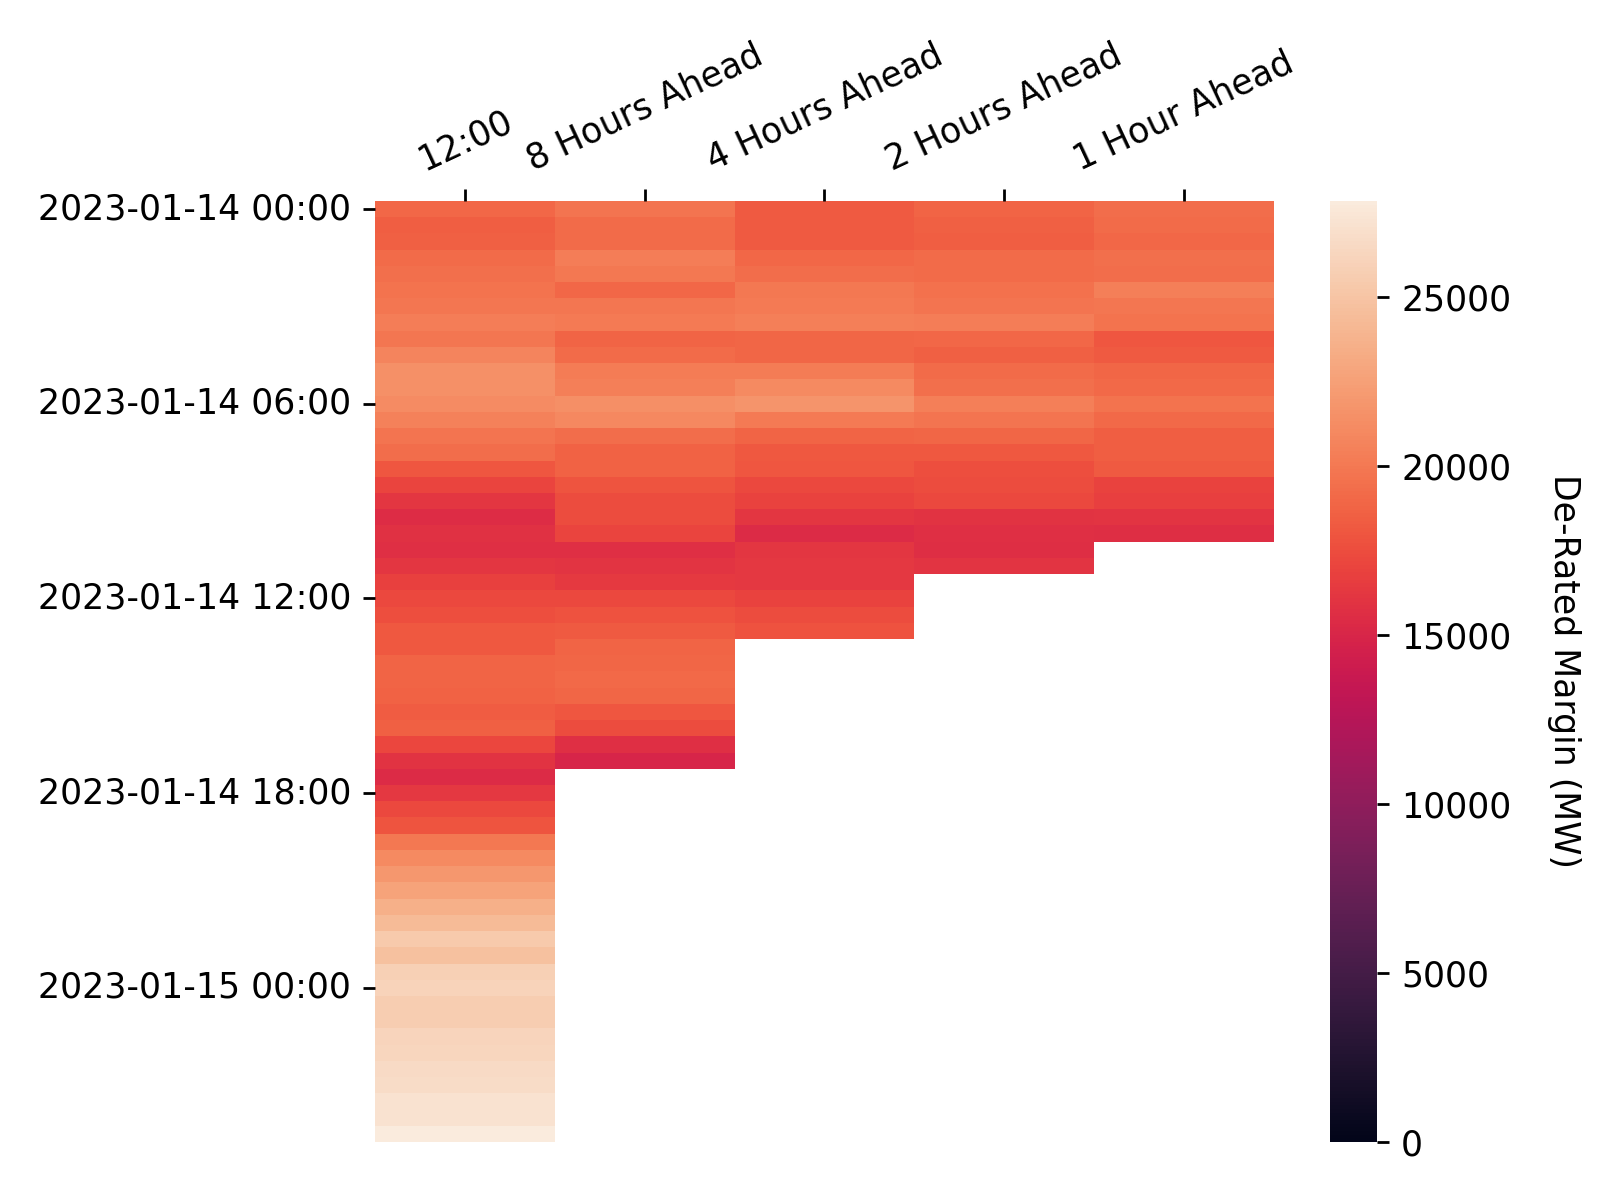 12:00
8 Hours Ahead
4 Hours Ahead
2 Hours Ahead
1 Hour Ahead
2023-01-14 00:00
2023-01-14 06:00
2023-01-14 12:00
2023-01-14 18:00
2023-01-15 00:00
25000
20000
15000
10000
5000
0
De-Rated Margin (MW)